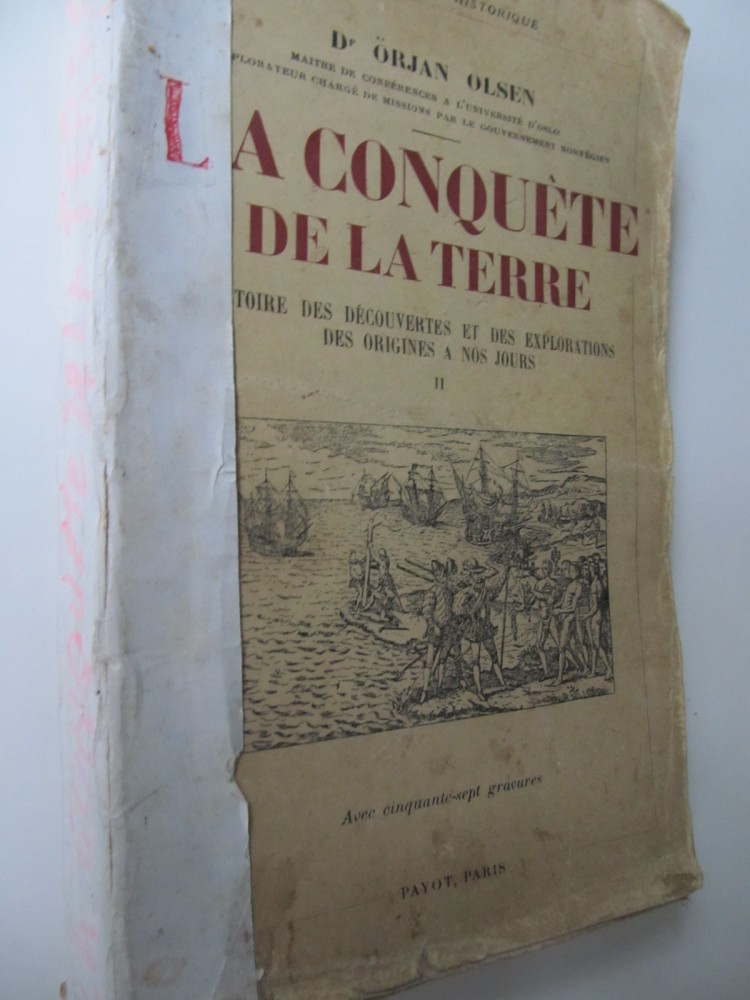 HISTORIQUE
Dr ÖRJAN OLSEN
MAITRE DE CONFÉRENCES A L'UNIVERSITÉ D'OSLO
PLORATEUR CHARGÉ DE MISSIONS PAR LE GOUVERNEMENT NORVÉGIEN
LA CONQUÊTE
DE LA TERRE
TOIRE DES DÉCOUVERTES ET DES EXPLORATIONS
DES ORIGINES A NOS JOURS
II
Avec cinquante-sept gravures
PAYOT, PARIS